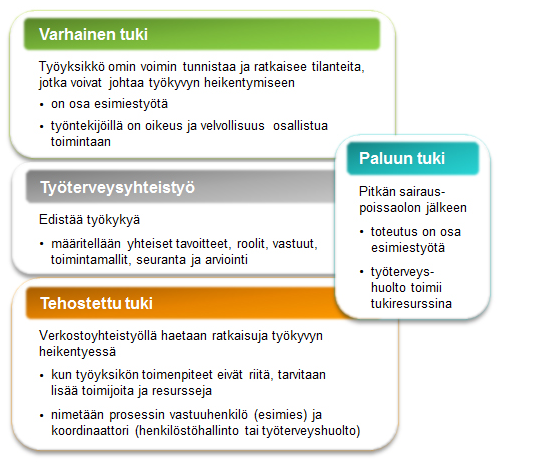 Varhainen tuki
Työyksikkö omin voimin tunnistaa ja ratkaisee tilanteita,
jotka voivat johtaa työkyvyn heikentymiseen
• on osa esimiestyötä
• työntekijöillä on oikeus ja velvollisuus osallistua
toimintaan
Työterveysyhteistyö
Edistää työkykyä
• määritellään yhteiset tavoitteet, roolit, vastuut,
toimintamallit, seuranta ja arviointi
Tehostettu tuki
Verkostoyhteistyöllä haetaan ratkaisuja työkyvyn
heikentyessä
• kun työyksikön toimenpiteet eivät riitä, tarvitaan
lisää toimijoita ja resursseja
• nimetään prosessin vastuuhenkilö (esimies) ja
koordinaattori (henkilöstöhallinto tai työterveyshuolto)
Paluun tuki
Pitkän sairaus-
poissaolon jälkeen
• toteutus on osa
esimiestyötä
• työterveys-
huolto toimii
tukiresurssina